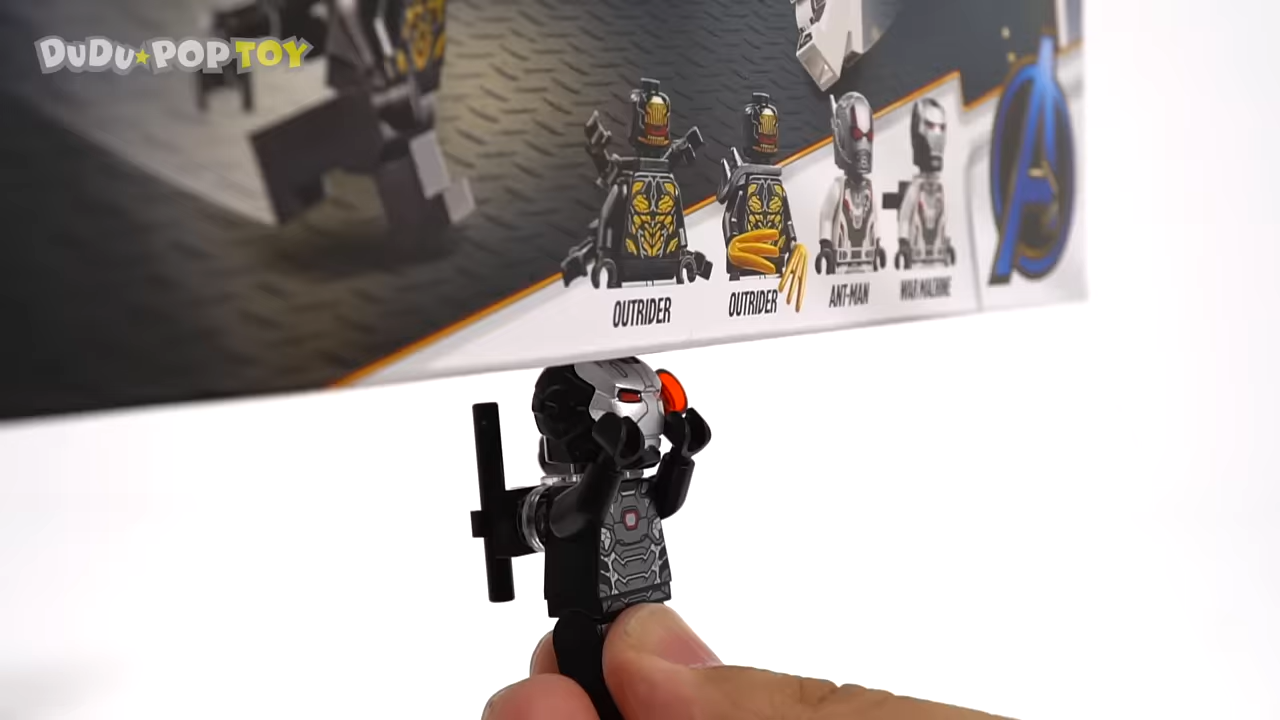 DUDU★POPTOY
OUTRIDER
OUTRIDER
ANT-MAN
WAR MACHINE